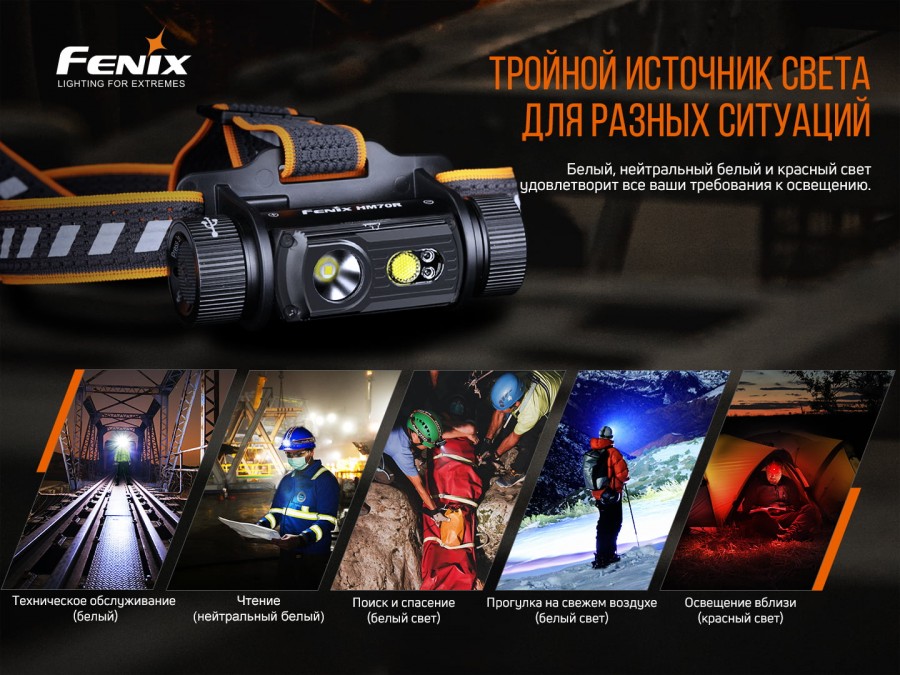 FENIX
LIGHTING FOR EXTREMES
ТРОЙНОЙ ИСТОЧНИК СВЕТА
ДЛЯ РАЗНЫХ СИТУАЦИЙ
Белый, нейтральный белый и красный свет
удовлетворит все ваши требования к освещению.
FENIX HM70R
Техническое обслуживание
(белый)
Чтение
(нейтральный белый)
Поиск и спасение
(белый свет)
Прогулка на свежем воздухе
(белый свет)
Освещение вблизи
(красный свет)